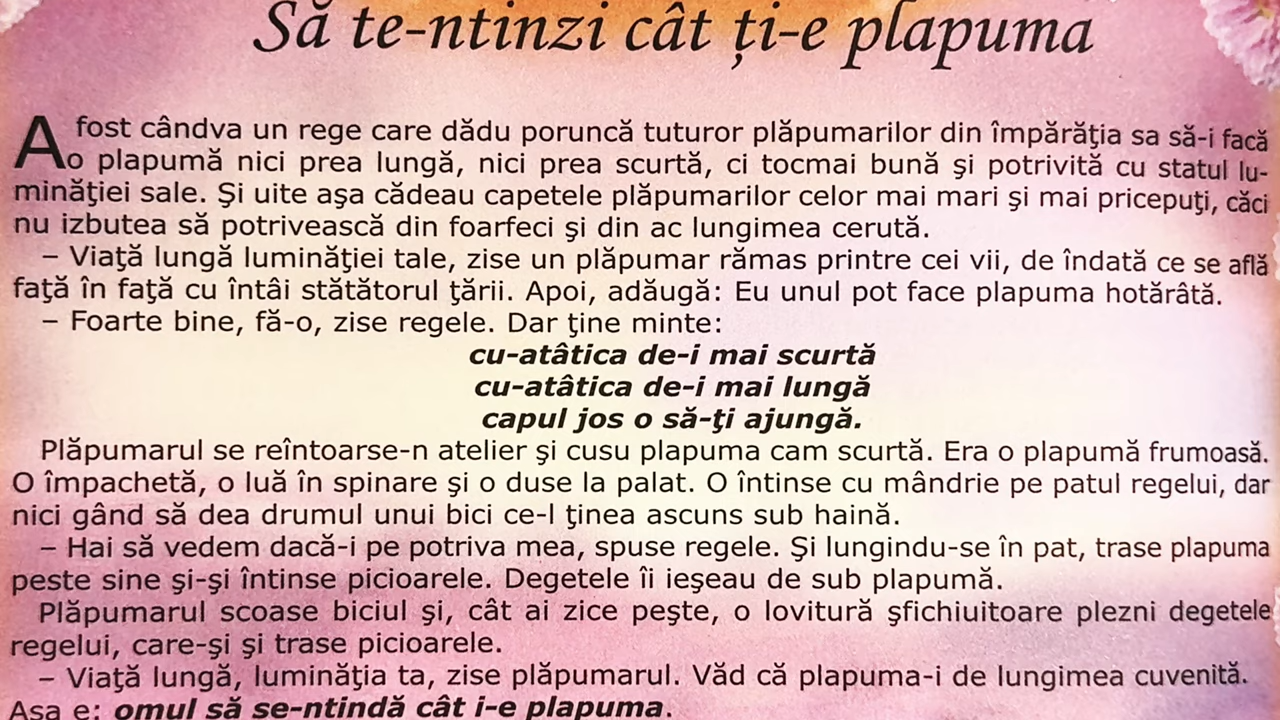 Să te-ntinzi cât ți-e plapuma
A fost cândva un rege care dădu poruncă tuturor plăpumarilor din împărăţia sa să-i facă
o plapumă nici prea lungă, nici prea scurtă, ci tocmai bună şi potrivită cu statul lu-
minăţiei sale. Şi uite aşa cădeau capetele plăpumarilor celor mai mari şi mai pricepuţi, căci
nu izbutea să potrivească din foarfeci şi din ac lungimea cerută.
– Viaţă lungă luminăţiei tale, zise un plăpumar rămas printre cei vii, de îndată ce se află
faţă în faţă cu întâi stătătorul ţării. Apoi, adăugă: Eu unul pot face plapuma hotărâtă.
– Foarte bine, fă-o, zise regele. Dar ţine minte:
cu-atâtica de-i mai scurtă
cu-atâtica de-i mai lungă
capul jos o să-ţi ajungă.
Plăpumarul se reîntoarse-n atelier şi cusu plapuma cam scurtă. Era o plapumă frumoasă.
O împachetă, o luă în spinare şi o duse la palat. O întinse cu mândrie pe patul regelui, dar
nici gând să dea drumul unui bici ce-l ţinea ascuns sub haină.
– Hai să vedem dacă-i pe potriva mea, spuse regele. Şi lungindu-se în pat, trase plapuma
peste sine şi-şi întinse picioarele. Degetele îi ieşeau de sub plapumă.
Plăpumarul scoase biciul şi, cât ai zice peşte, o lovitură şfichiuitoare plezni degetele
regelui, care-şi şi trase picioarele.
– Viaţă lungă, luminăţia ta, zise plăpumarul. Văd că plapuma-i de lungimea cuvenită.
Aşa e: omul să se-ntindă cât i-e plapuma.